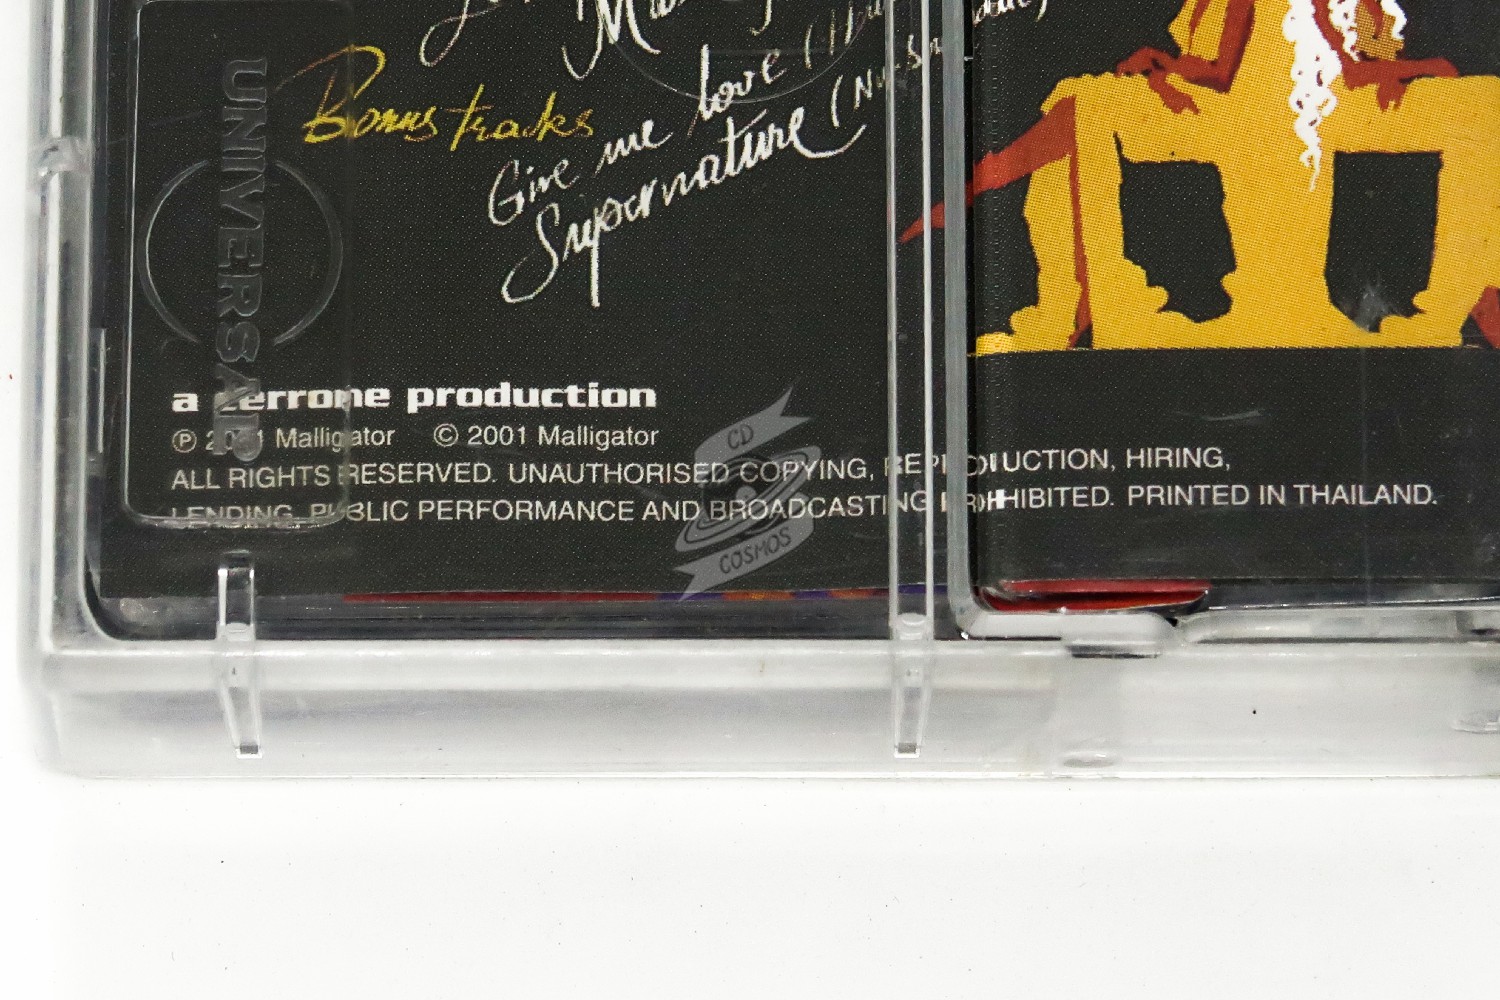 Bonus tracks
Give me love (
Supernature (
UNIVERSAL
a cerrone production
℗ 2001 Malligator © 2001 Malligator
ALL RIGHTS RESERVED. UNAUTHORISED COPYING, REPRODUCTION, HIRING,
LENDING, PUBLIC PERFORMANCE AND BROADCASTING PROHIBITED. PRINTED IN THAILAND.
CD
COSMOS